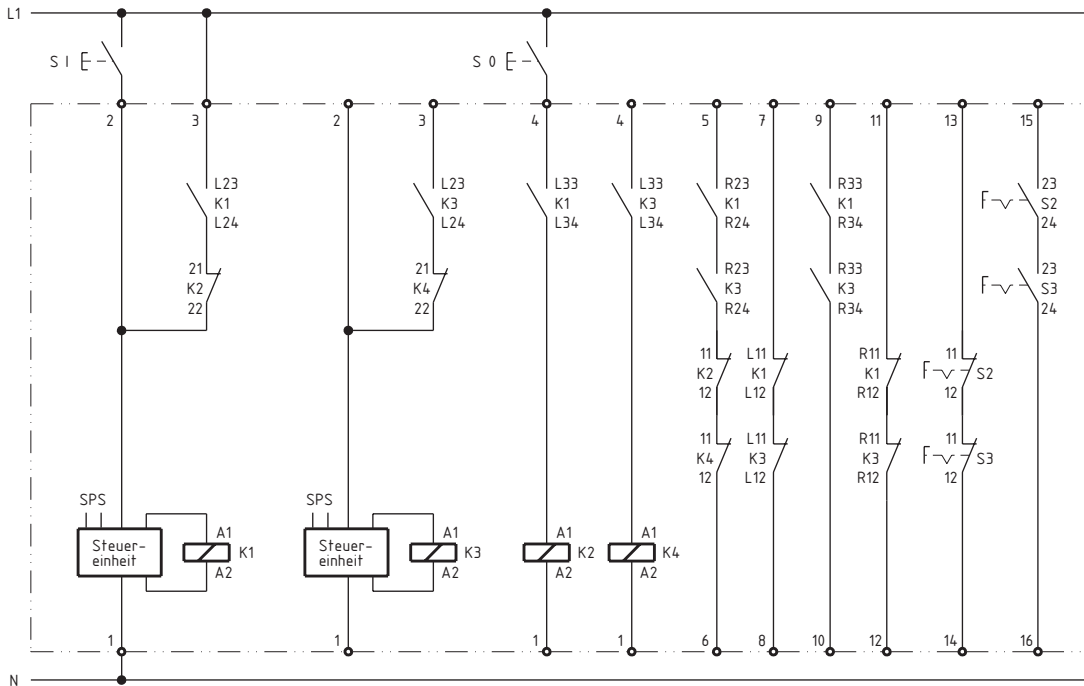 L1
S I
S 0
2 3 2 3 4 4 5 7 9 11 13 15
L23 L23 L33 L33 R23 R33 23
K1 K3 K1 K3 K1 K1 S2
L24 L24 L34 L34 R24 R34 24
21 21 R23 R33 23
K2 K4 K3 K3 S3
22 22 R24 R34 24
11 L11 R11 11
K2 K1 K1 S2
12 L12 R12 12
11 L11 R11 11
K4 K3 K3 S3
12 L12 R12 12
SPS SPS
A1 A1 A1 A1
Steuer- Steuer-
K1 K3 K2 K4
einheit einheit
A2 A2 A2 A2
1 1 1 1 6 8 10 12 14 16
N